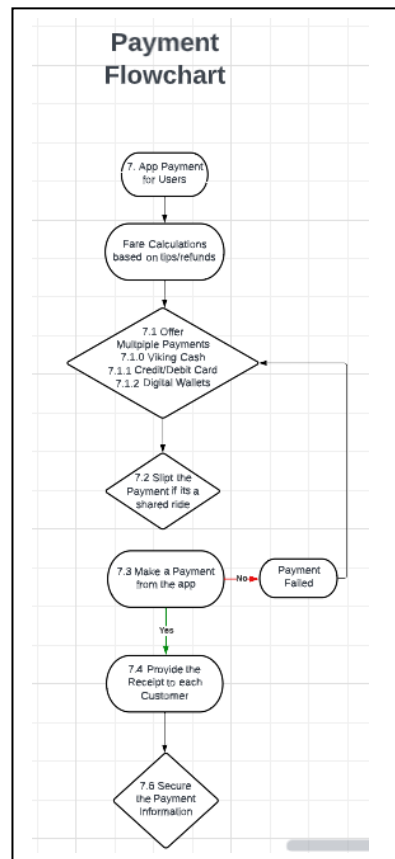 Payment
Flowchart
7. App Payment
for Users
Fare Calculations
based on tips/refunds
7.1 Offer
Multpiple Payments
7.1.0 Viking Cash
7.1.1 Credit/Debit Card
7.1.2 Digital Wallets
7.2 Slipt the
Payment if its a
shared ride
7.3 Make a Payment
from the app
No
Payment
Failed
Yes
7.4 Provide the
Receipt to each
Customer
7.6 Secure
the Payment
Information